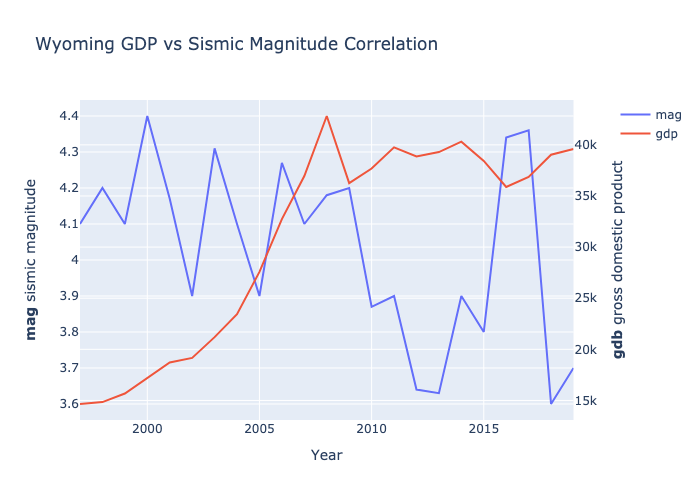 Wyoming GDP vs Sismic Magnitude Correlation
mag
gdp
4.4
4.3
4.2
4.1
4
3.9
3.8
3.7
3.6
mag sismic magnitude
40k
35k
30k
25k
20k
15k
gdb gross domestic product
2000 2005 2010 2015
Year